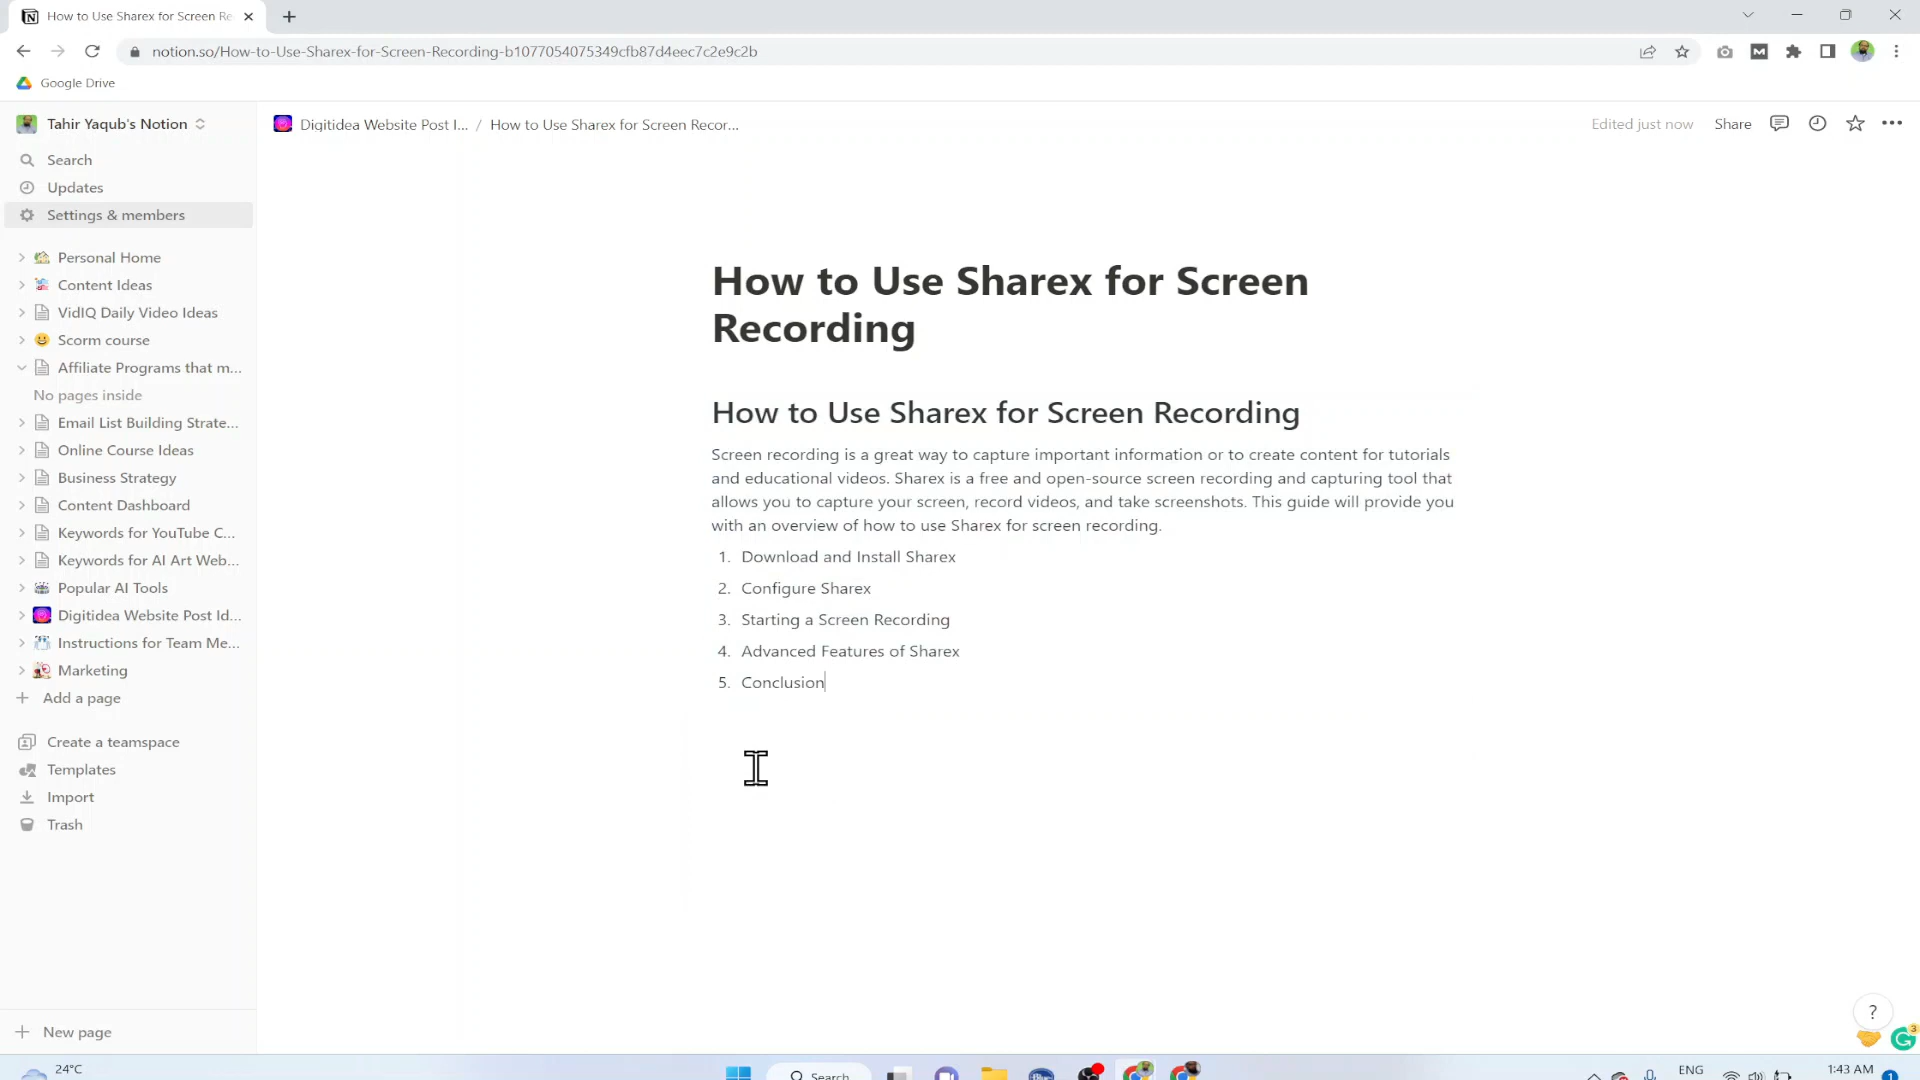 How to Use Sharex for Screen Re
notion.so/How-to-Use-Sharex-for-Screen-Recording-b1077054075349cfb87d4eec7c2e9c2b
Google Drive
Tahir Yaqub's Notion
Digitidea Website Post I... / How to Use Sharex for Screen Recor...
Edited just now
Share
Search
Updates
Settings & members
Personal Home
Content Ideas
VidIQ Daily Video Ideas
Scorm course
Affiliate Programs that m...
No pages inside
Email List Building Strate...
Online Course Ideas
Business Strategy
Content Dashboard
Keywords for YouTube C...
Keywords for AI Art Web...
Popular AI Tools
Digitidea Website Post Id...
Instructions for Team Me...
Marketing
Add a page
Create a teamspace
Templates
Import
Trash
New page
How to Use Sharex for Screen
Recording
How to Use Sharex for Screen Recording
Screen recording is a great way to capture important information or to create content for tutorials
and educational videos. Sharex is a free and open-source screen recording and capturing tool that
allows you to capture your screen, record videos, and take screenshots. This guide will provide you
with an overview of how to use Sharex for screen recording.
1. Download and Install Sharex
2. Configure Sharex
3. Starting a Screen Recording
4. Advanced Features of Sharex
5. Conclusion
?
3
24°C
Search
ENG
1:43 AM
1